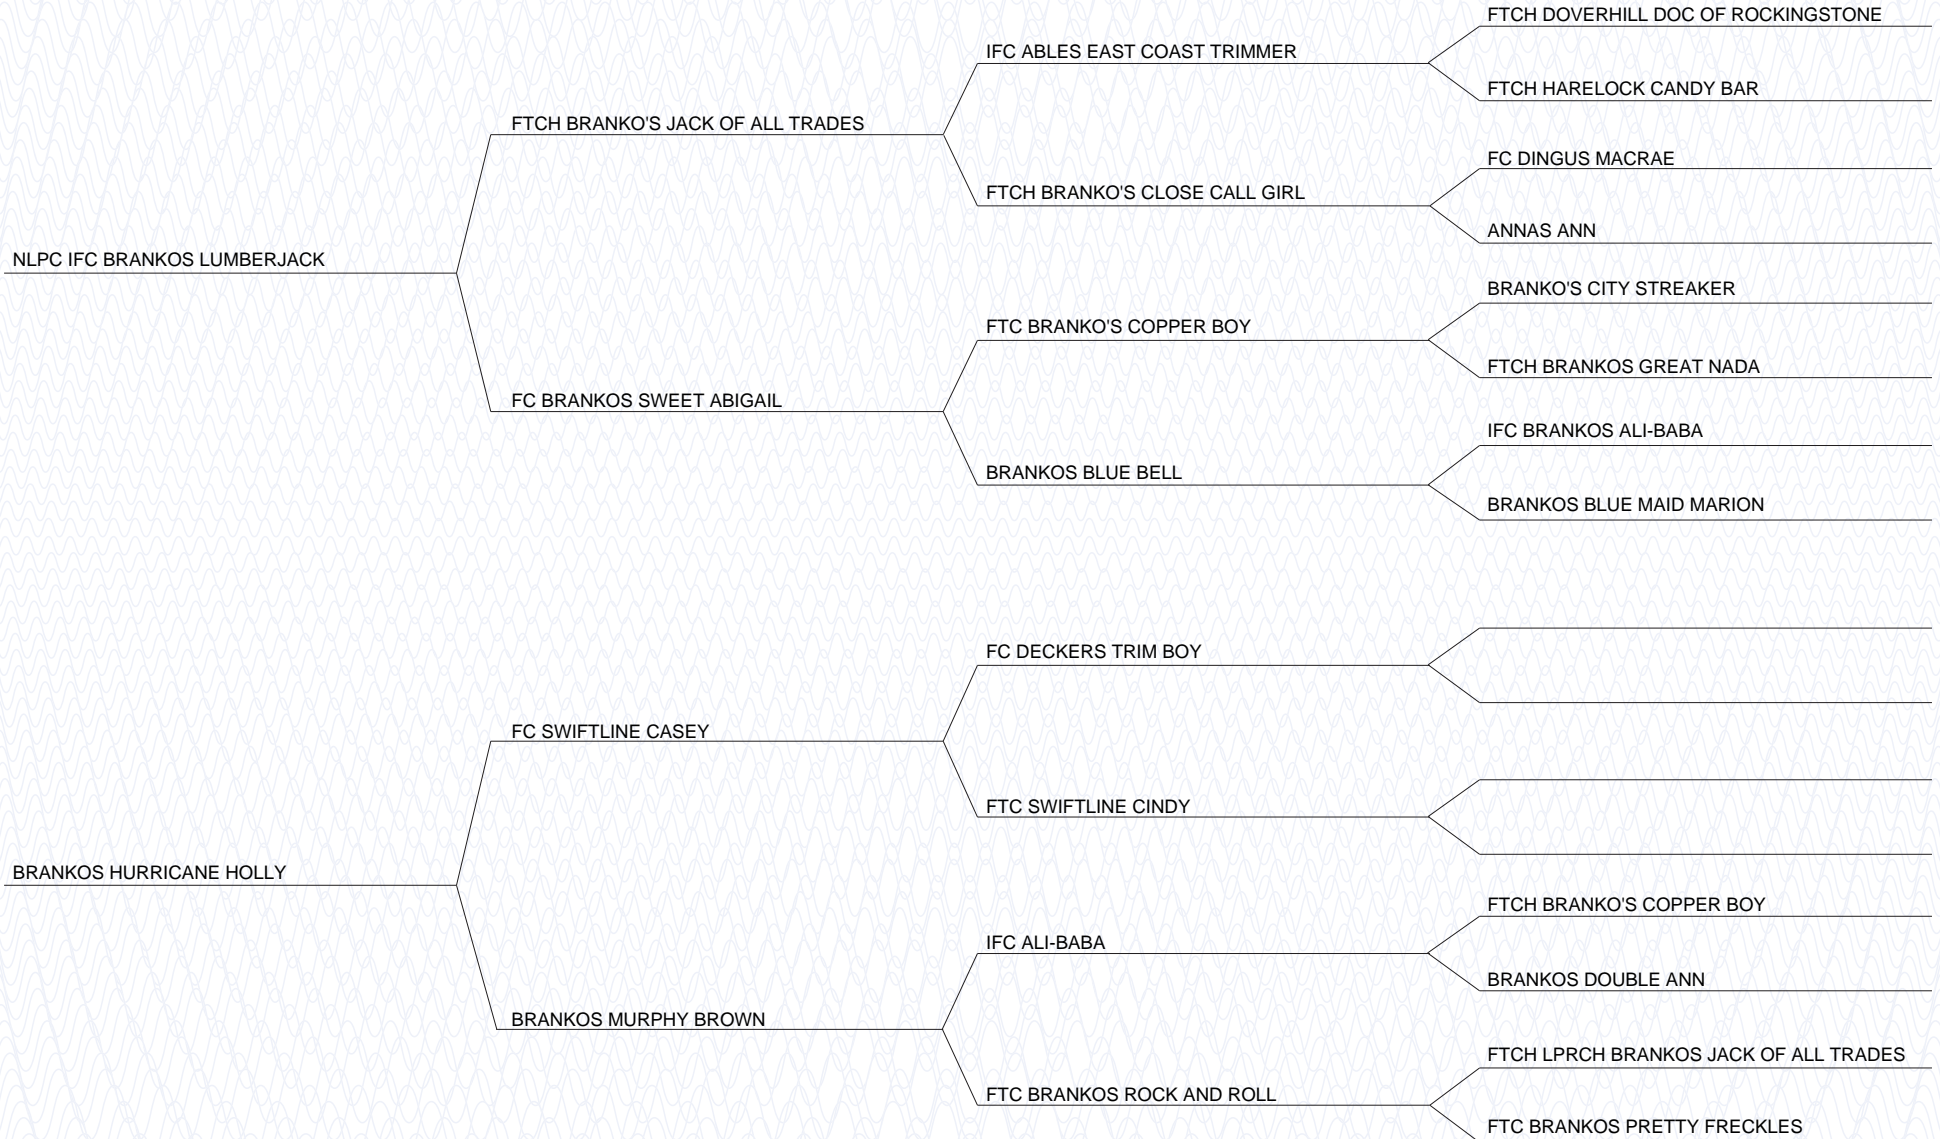 FTCH DOVERHILL DOC OF ROCKINGSTONE
IFC ABLES EAST COAST TRIMMER
FTCH HARELOCK CANDY BAR
FTCH BRANKO'S JACK OF ALL TRADES
FC DINGUS MACRAE
FTCH BRANKO'S CLOSE CALL GIRL
ANNAS ANN
NLPC IFC BRANKOS LUMBERJACK
BRANKO'S CITY STREAKER
FTC BRANKO'S COPPER BOY
FTCH BRANKOS GREAT NADA
FC BRANKOS SWEET ABIGAIL
IFC BRANKOS ALI-BABA
BRANKOS BLUE BELL
BRANKOS BLUE MAID MARION
FC DECKERS TRIM BOY
FC SWIFTLINE CASEY
FTC SWIFTLINE CINDY
BRANKOS HURRICANE HOLLY
FTCH BRANKO'S COPPER BOY
IFC ALI-BABA
BRANKOS DOUBLE ANN
BRANKOS MURPHY BROWN
FTCH LPRCH BRANKOS JACK OF ALL TRADES
FTC BRANKOS ROCK AND ROLL
FTC BRANKOS PRETTY FRECKLES